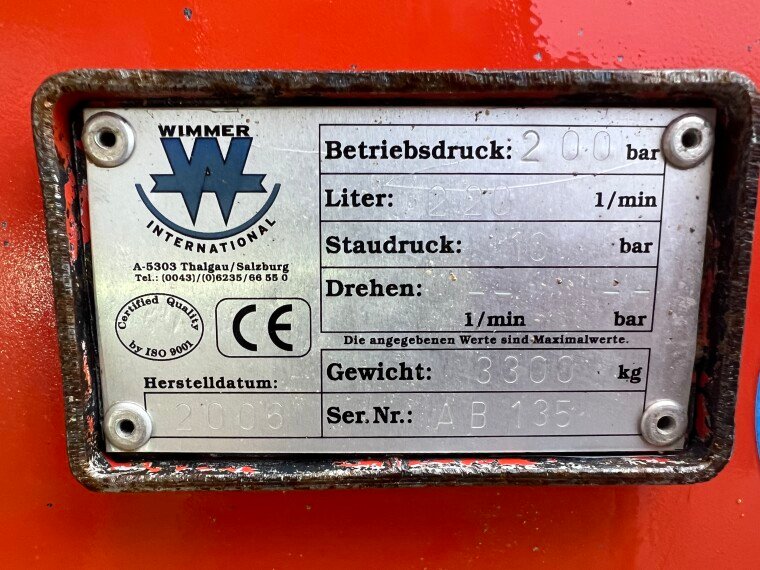 WIMMER
W
INTERNATIONAL
A-5303 Thalgau/Salzburg
Tel.: (0043)/(0)6235/66 55 0
Certified Quality
by ISO 9001
CE
Herstelldatum:
2006
Betriebsdruck: 200 bar
Liter: 220 l/min
Staudruck: 10 bar
Drehen: -- --
l/min bar
Die angegebenen Werte sind Maximalwerte.
Gewicht: 3300 kg
Ser.Nr.: AB 135